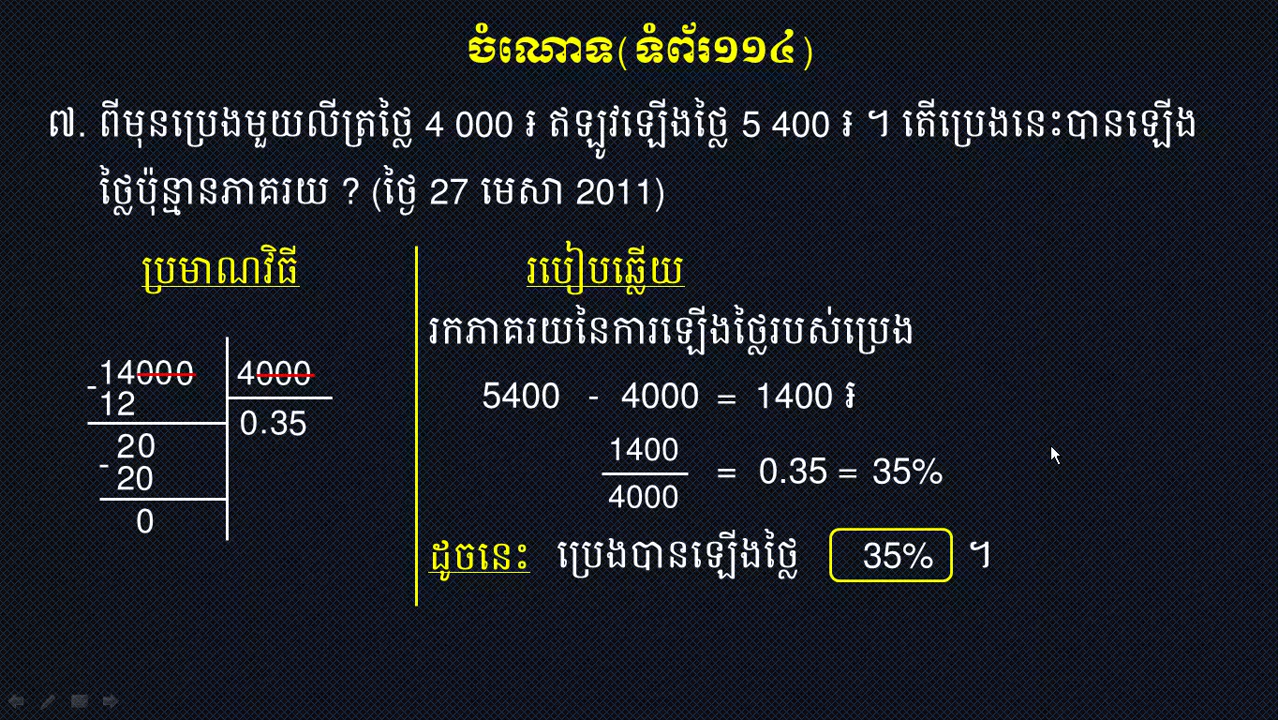 ចំណោទ(ទំព័រ១១៤)
៧. ពីមុនប្រេងមួយលីត្រថ្លៃ 4 000 ៛ ឥឡូវឡើងថ្លៃ 5 400 ៛ ។ តើប្រេងនេះបានឡើង
ថ្លៃប៉ុន្មានភាគរយ ? (ថ្ងៃ 27 មេសា 2011)
ប្រមាណវិធី
-14000 4000
12 0.35
20
- 20
0
របៀបឆ្លើយ
រកភាគរយនៃការឡើងថ្លៃរបស់ប្រេង
5400 - 4000 = 1400 ៛
1400
4000
= 0.35 = 35%
ដូចនេះ ប្រេងបានឡើងថ្លៃ 35% ។